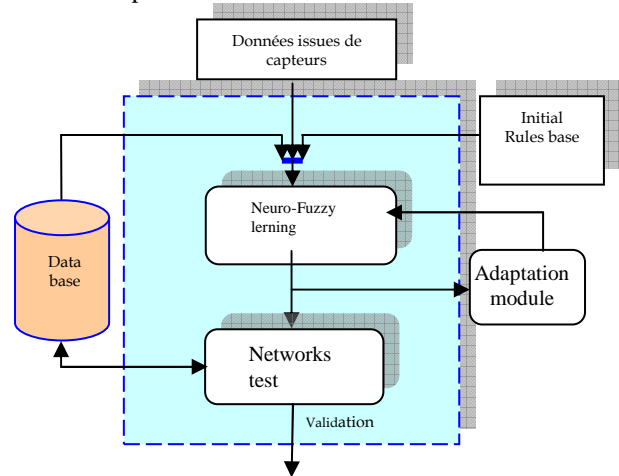 Données issues de
capteurs
Initial
Rules base
Neuro-Fuzzy
lerning
Data
base
Adaptation
module
Networks
test
Validation